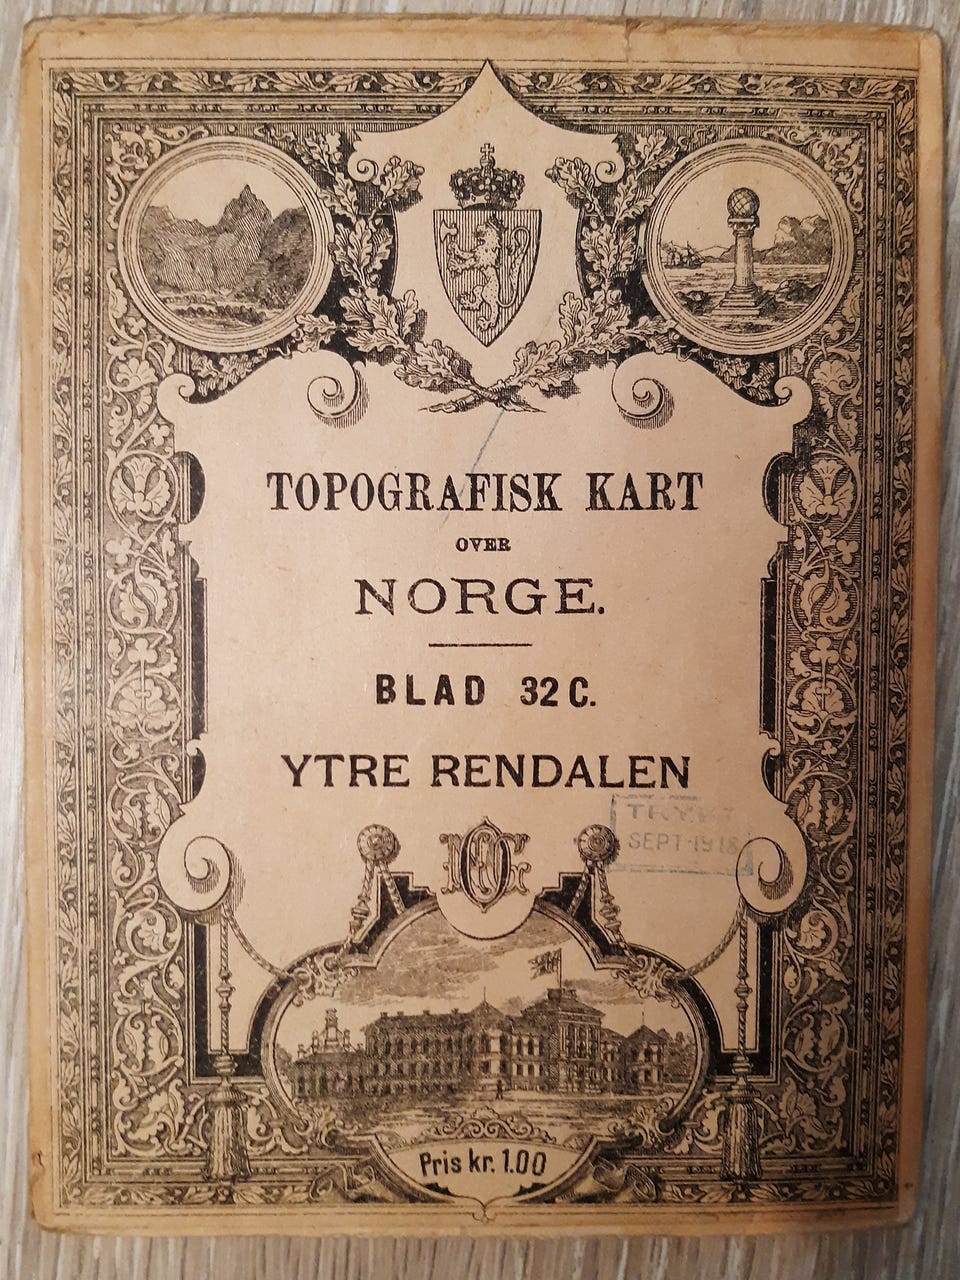 TOPOGRAFISK KART
OVER
NORGE.
BLAD 32 C.
YTRE RENDALEN
TRYKT
SEPT 1918
Pris kr. 1.00